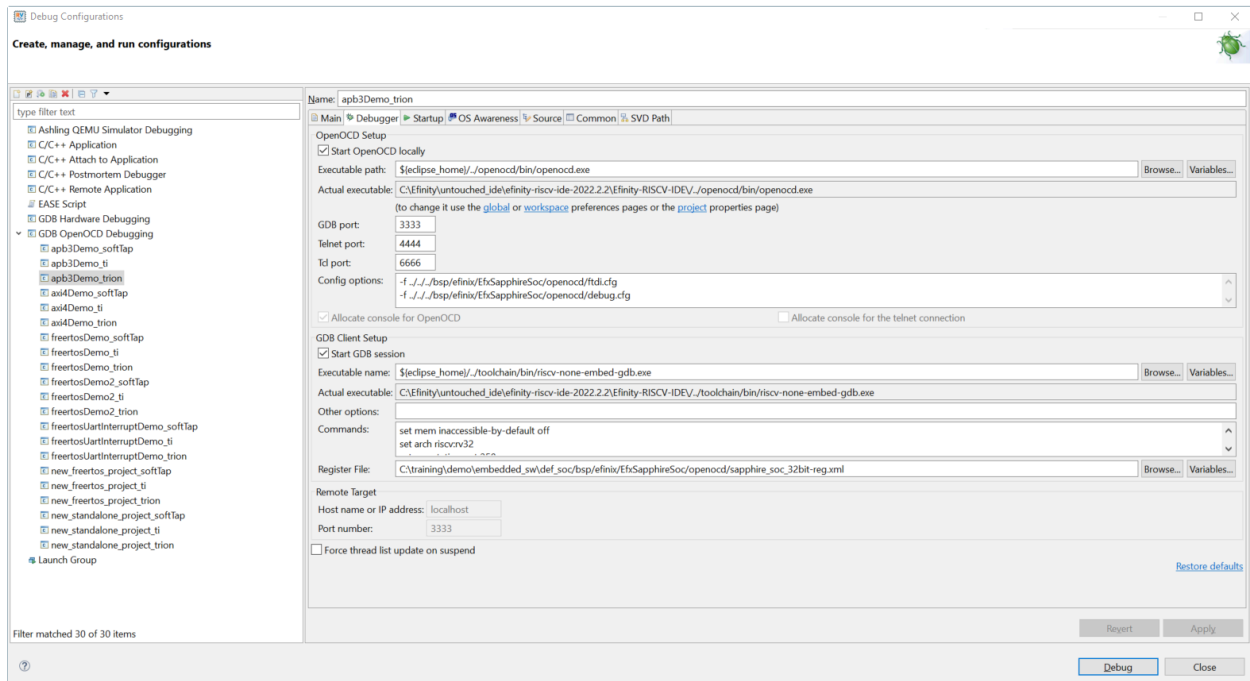 Debug Configurations
Create, manage, and run configurations
type filter text
Ashling QEMU Simulator Debugging
C/C++ Application
C/C++ Attach to Application
C/C++ Postmortem Debugger
C/C++ Remote Application
EASE Script
GDB Hardware Debugging
GDB OpenOCD Debugging
apb3Demo_softTap
apb3Demo_ti
apb3Demo_trion
axi4Demo_softTap
axi4Demo_ti
axi4Demo_trion
freertosDemo_softTap
freertosDemo_ti
freertosDemo_trion
freertosDemo2_softTap
freertosDemo2_ti
freertosDemo2_trion
freertosUartInterruptDemo_softTap
freertosUartInterruptDemo_ti
freertosUartInterruptDemo_trion
new_freertos_project_softTap
new_freertos_project_ti
new_freertos_project_trion
new_standalone_project_softTap
new_standalone_project_ti
new_standalone_project_trion
Launch Group
Filter matched 30 of 30 items
Name: apb3Demo_trion
Main Debugger Startup OS Awareness Source Common SVD Path
OpenOCD Setup
Start OpenOCD locally
Executable path: ${eclipse_home}/../openocd/bin/openocd.exe Browse... Variables...
Actual executable: C:\Efinity\untouched_ide\efinity-riscv-ide-2022.2.2\Efinity-RISCV-IDE\/../openocd/bin/openocd.exe
(to change it use the global or workspace preferences pages or the project properties page)
GDB port: 3333
Telnet port: 4444
Tcl port: 6666
Config options: -f ../../../bsp/efinix/EfxSapphireSoc/openocd/ftdi.cfg
-f ../../../bsp/efinix/EfxSapphireSoc/openocd/debug.cfg
Allocate console for OpenOCD Allocate console for the telnet connection
GDB Client Setup
Start GDB session
Executable name: ${eclipse_home}/../toolchain/bin/riscv-none-embed-gdb.exe Browse... Variables...
Actual executable: C:\Efinity\untouched_ide\efinity-riscv-ide-2022.2.2\Efinity-RISCV-IDE\/../toolchain/bin/riscv-none-embed-gdb.exe
Other options:
Commands: set mem inaccessible-by-default off
set arch riscv:rv32
Register File: C:\training\demo\embedded_sw\def_soc/bsp/efinix/EfxSapphireSoc/openocd/sapphire_soc_32bit-reg.xml Browse... Variables...
Remote Target
Host name or IP address: localhost
Port number: 3333
Force thread list update on suspend
Restore defaults
Revert Apply
Debug Close